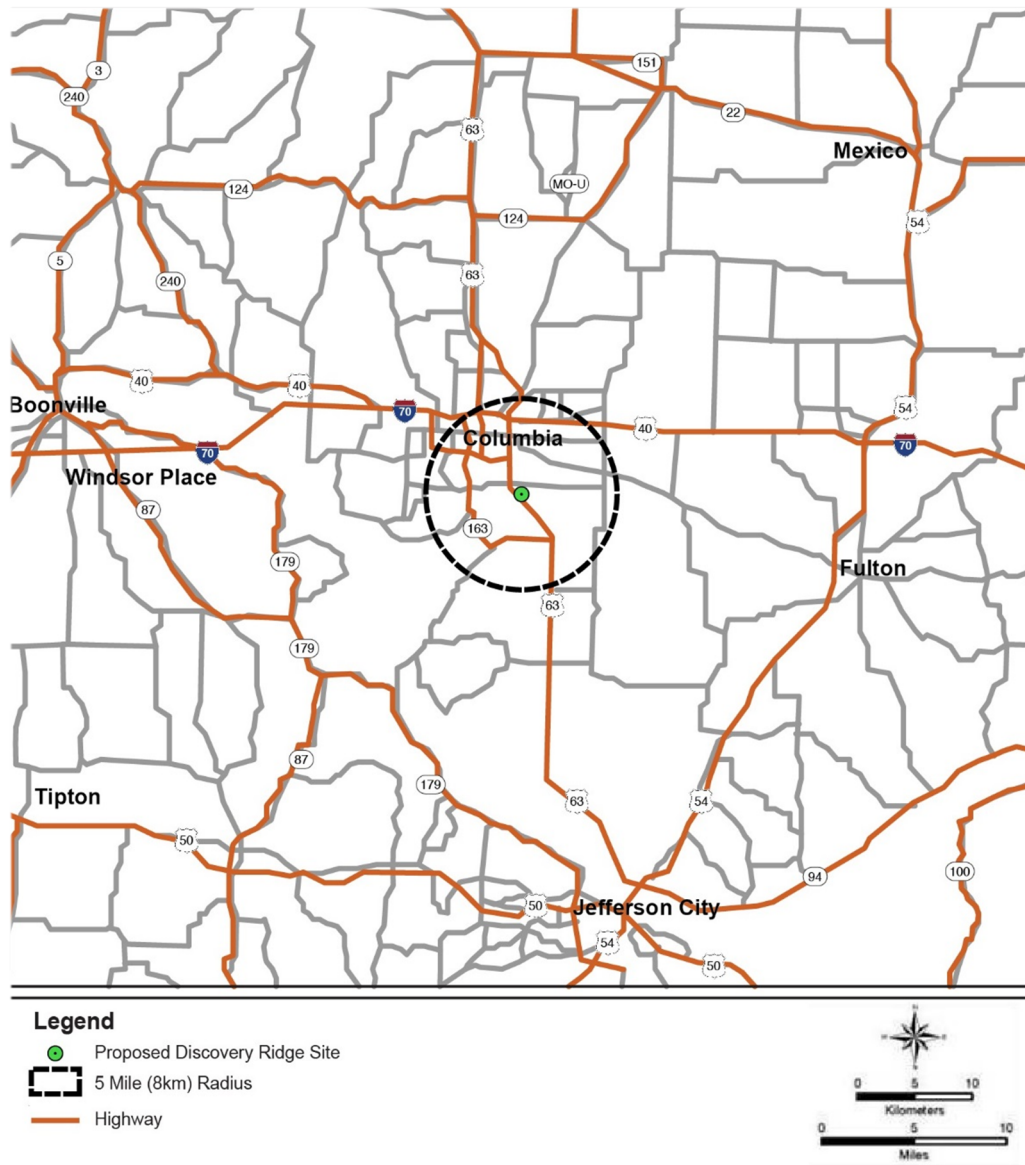 3
151
240
63
22
Mexico
MO-U
124
124
54
5
63
240
40
40
Boonville
70
54
40
Columbia
70
70
Windsor Place
87
163
179
Fulton
63
179
87
179
Tipton
63
54
50
94
100
50
Jefferson City
54
50
Legend
Proposed Discovery Ridge Site
5 Mile (8km) Radius
Highway
N
S
0 5 10
Kilometers
0 5 10
Miles